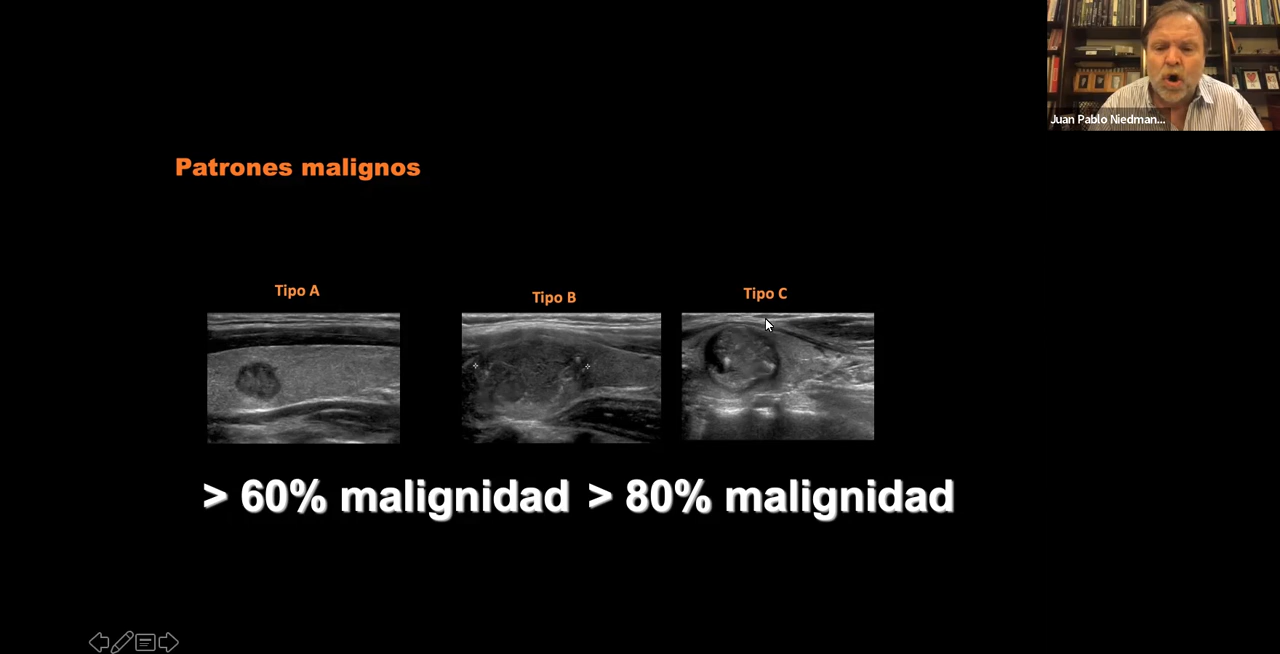 Juan Pablo Niedman...
Patrones malignos
Tipo A
Tipo B
Tipo C
> 60% malignidad > 80% malignidad